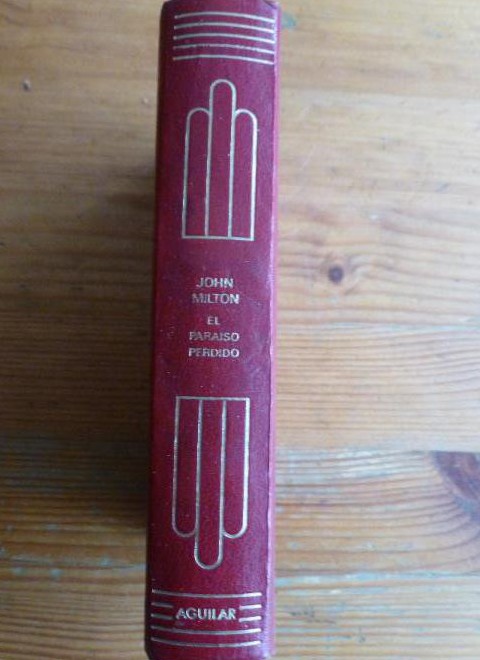 JOHN
MILTON
EL
PARAISO
PERDIDO
AGUILAR